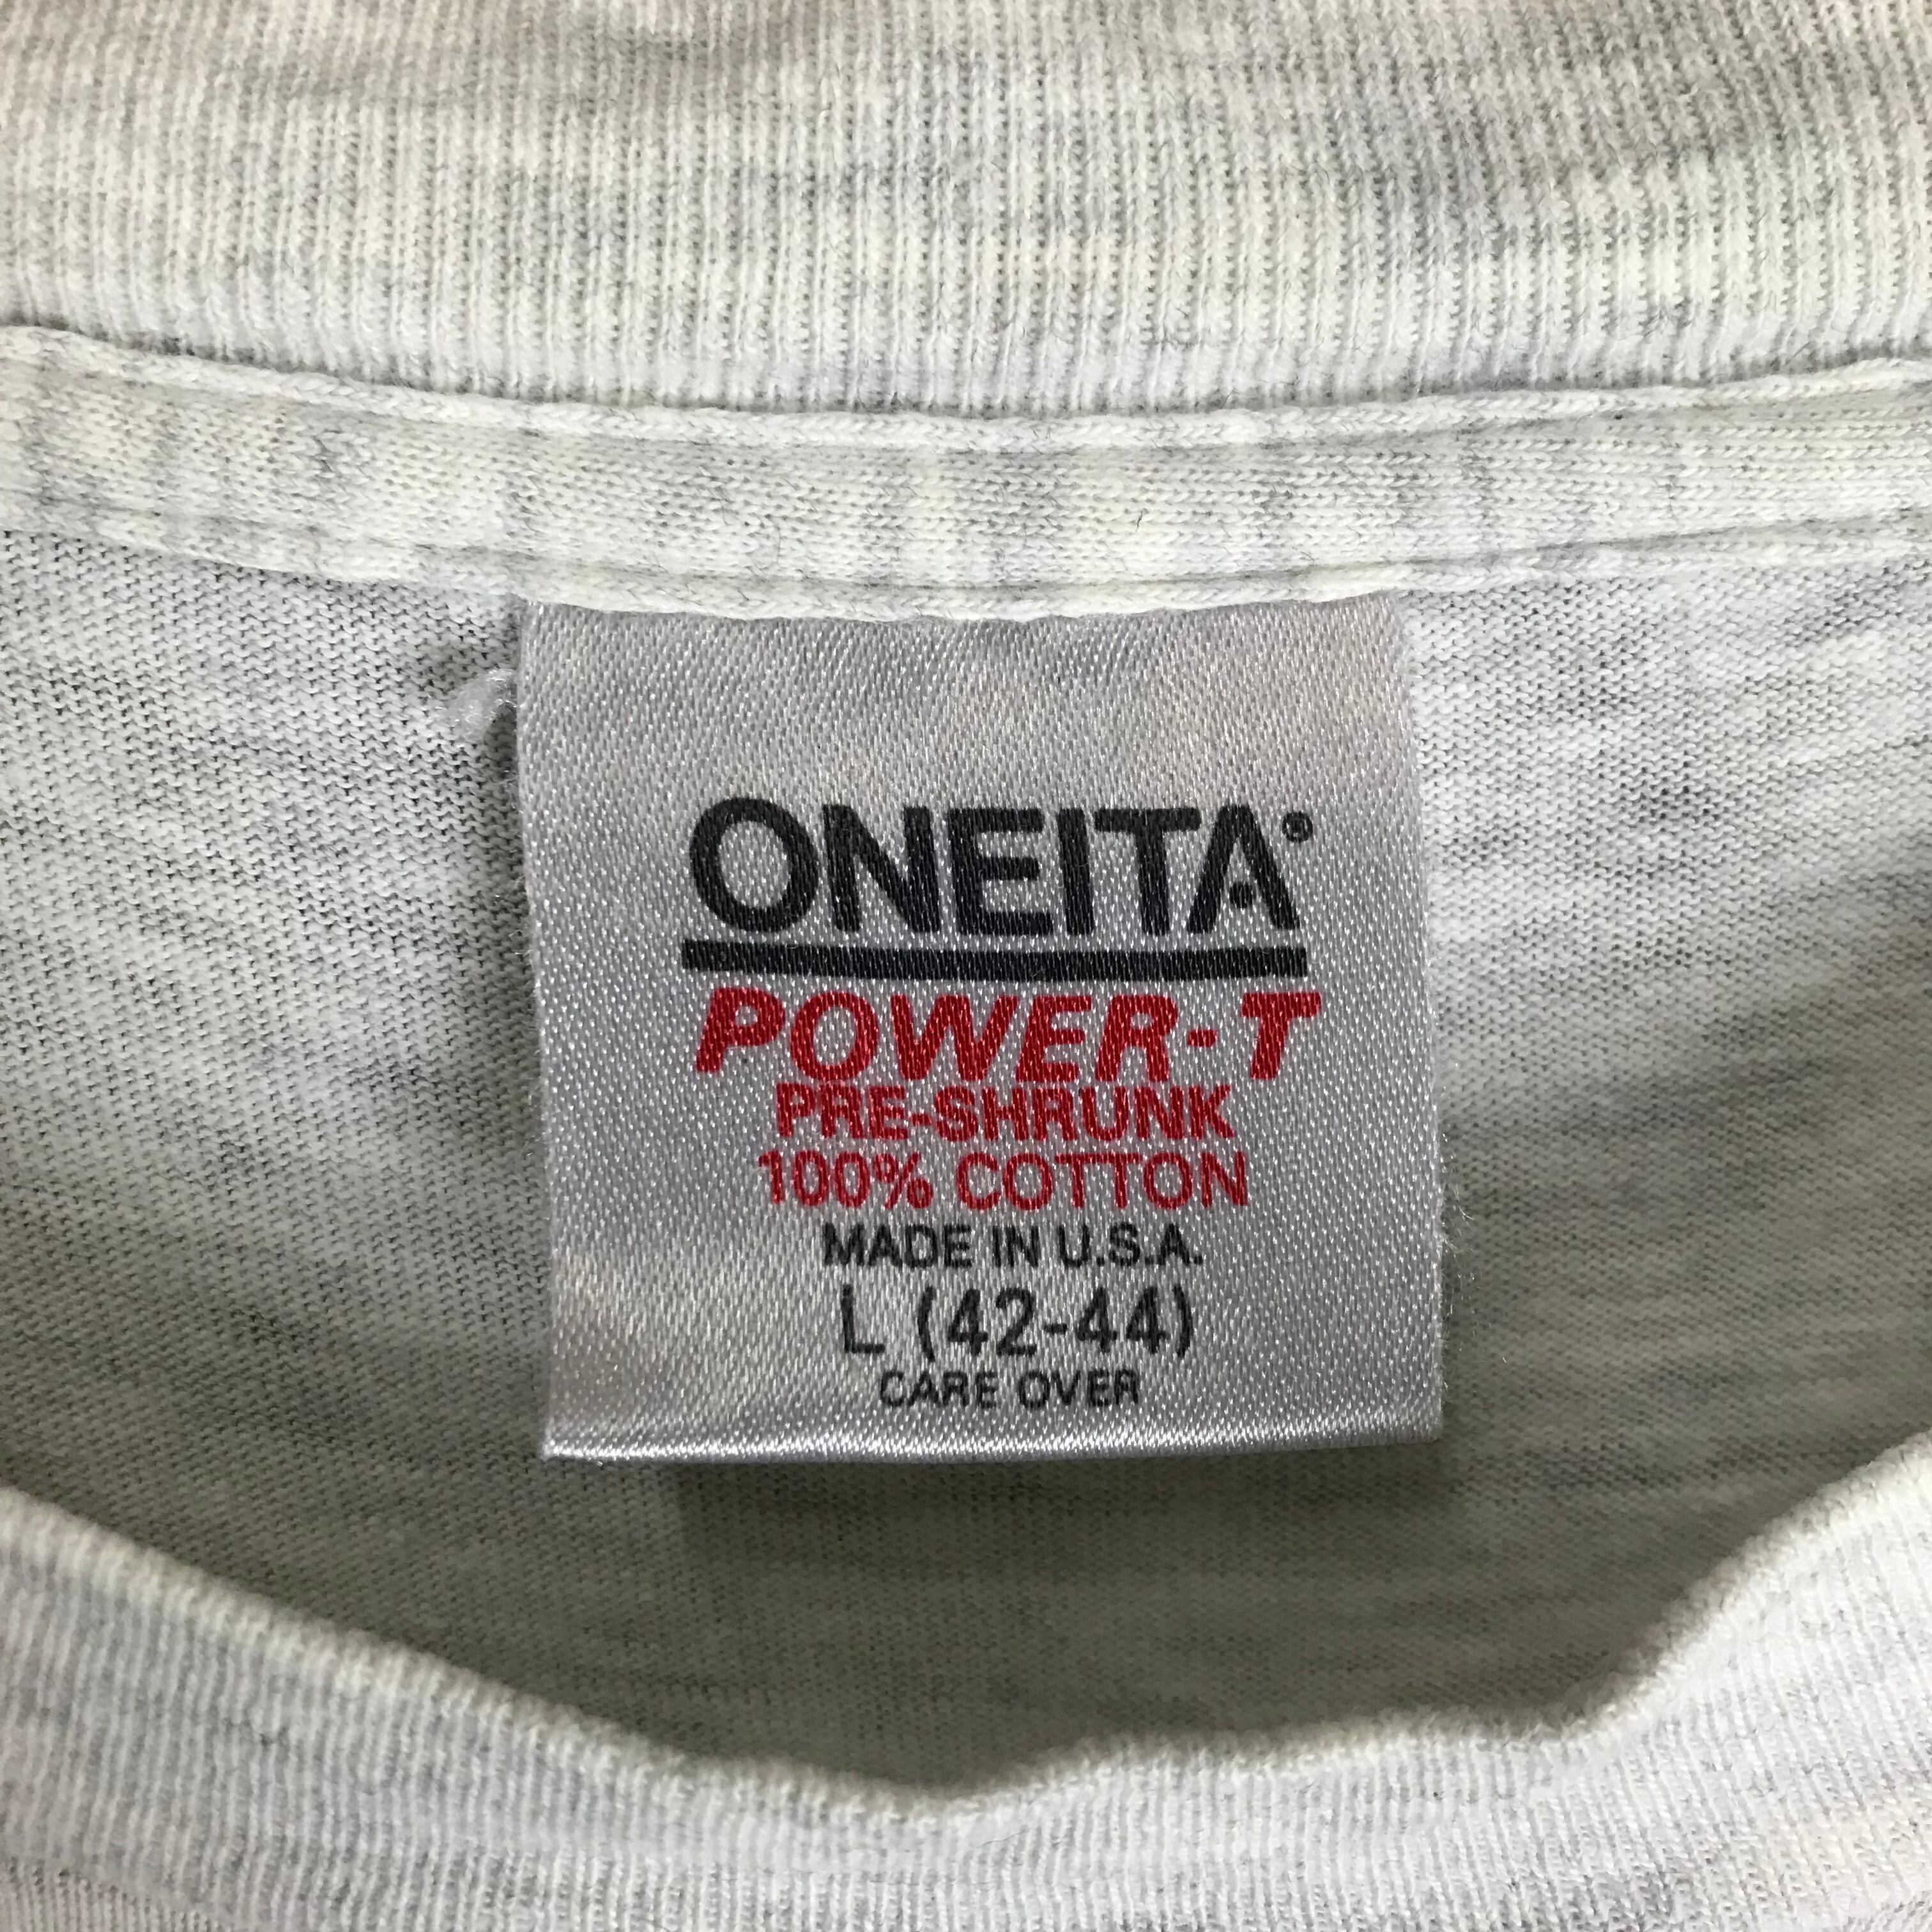 ONEITA®
POWER-T
PRE-SHRUNK
100% COTTON
MADE IN U.S.A.
L (42-44)
CARE OVER